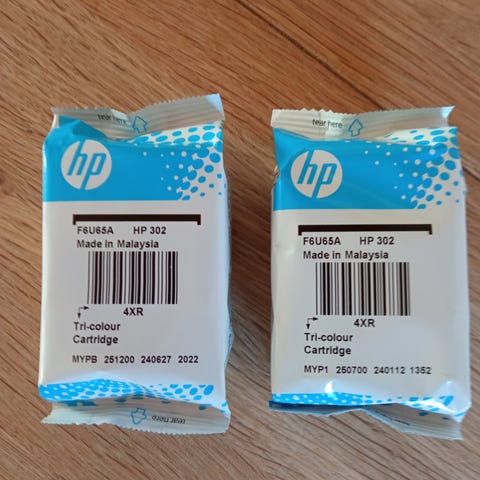 tear here
hp
F6U65A HP 302
Made in Malaysia
4XR
Tri-colour
Cartridge
MYPB 251200 240627 2022
tear here
tear here
hp
F6U65A HP 302
Made in Malaysia
4XR
Tri-colour
Cartridge
MYP1 250700 240112 1352